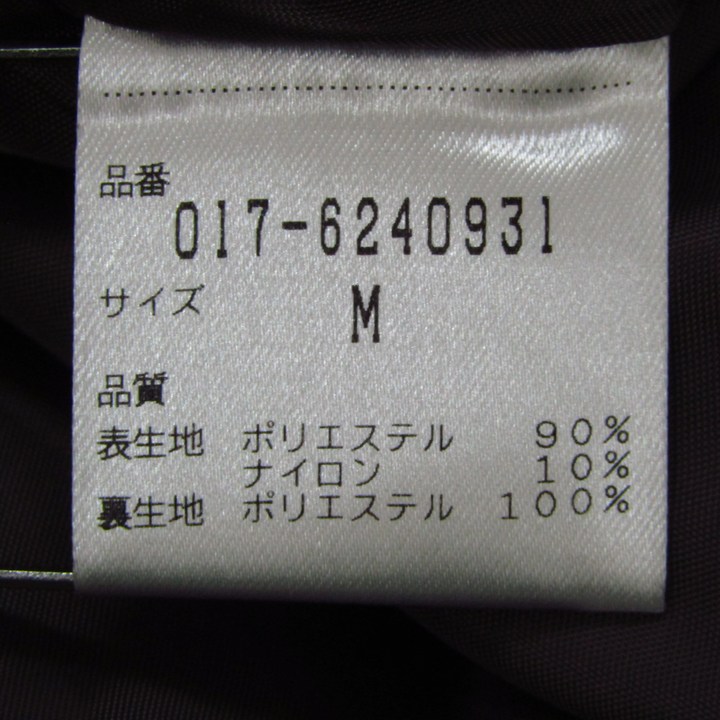 品番
017-6240931
サイズ M
品質
表生地 ポリエステル 90%
ナイロン 10%
裏生地 ポリエステル 100%